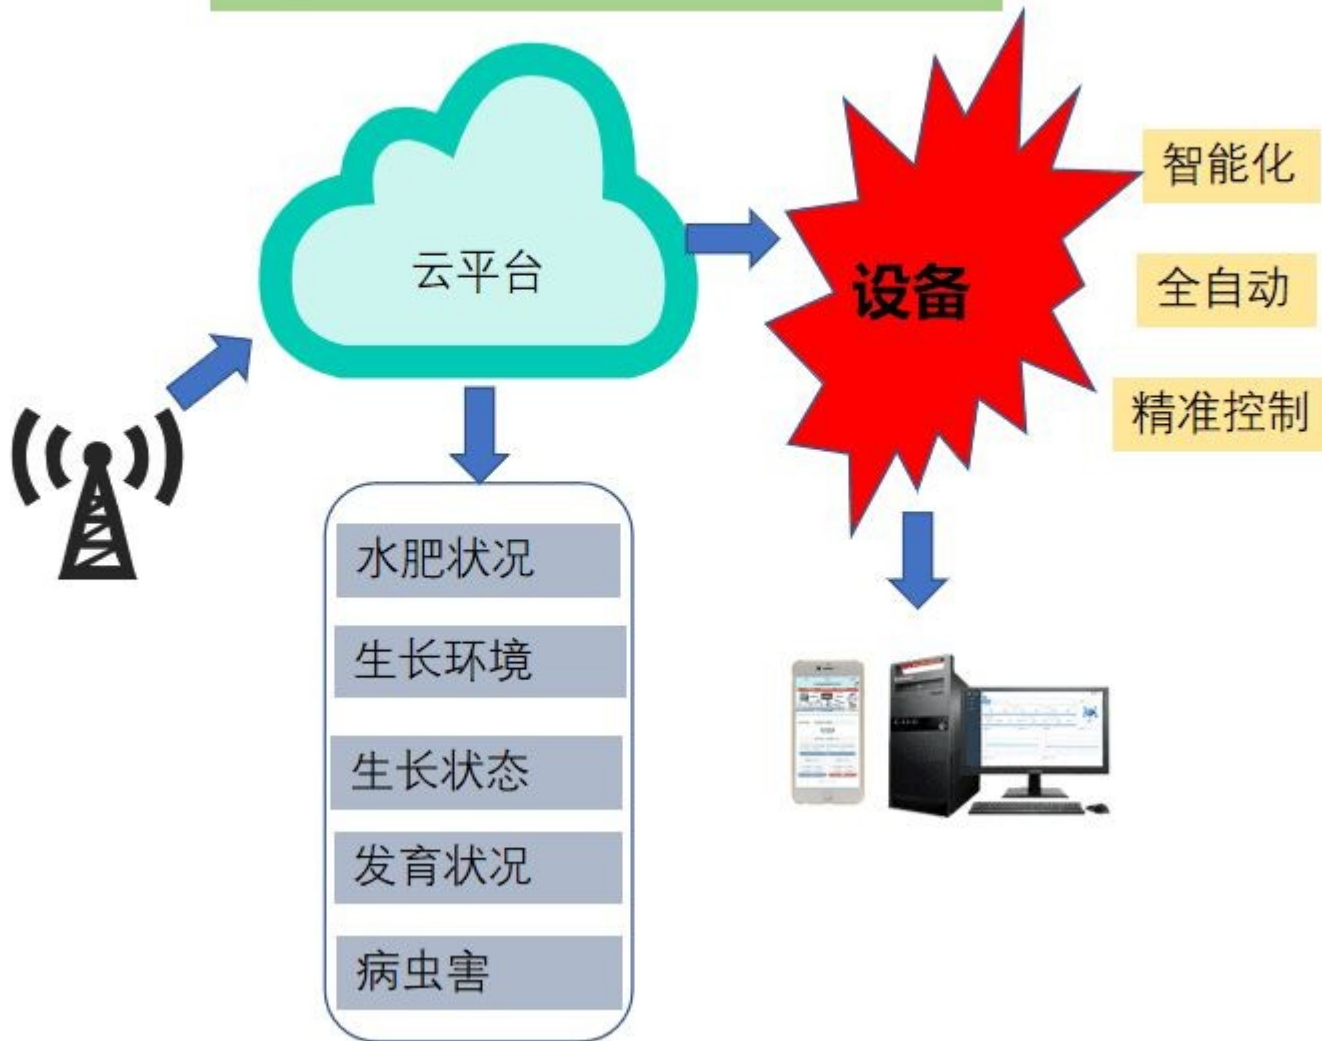 云平台
设备
智能化
全自动
精准控制
水肥状况
生长环境
生长状态
发育状况
病虫害